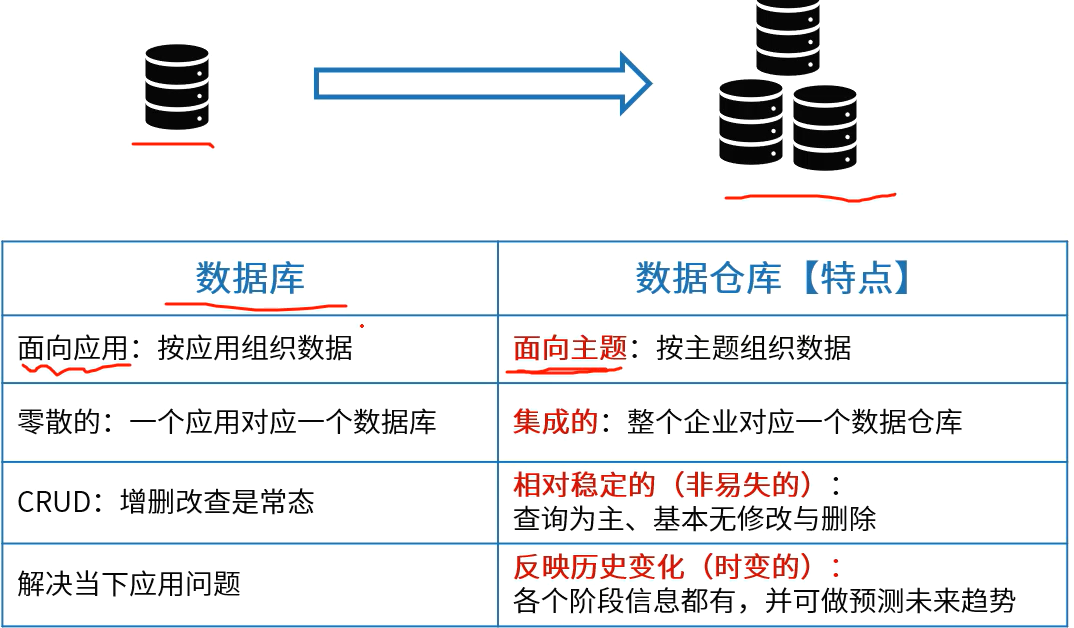 数据库
数据仓库【特点】
面向应用：按应用组织数据
面向主题：按主题组织数据
零散的：一个应用对应一个数据库
集成的：整个企业对应一个数据仓库
CRUD：增删改查是常态
相对稳定的（非易失的）：
查询为主、基本无修改与删除
解决当下应用问题
反映历史变化（时变的）：
各个阶段信息都有，并可做预测未来趋势